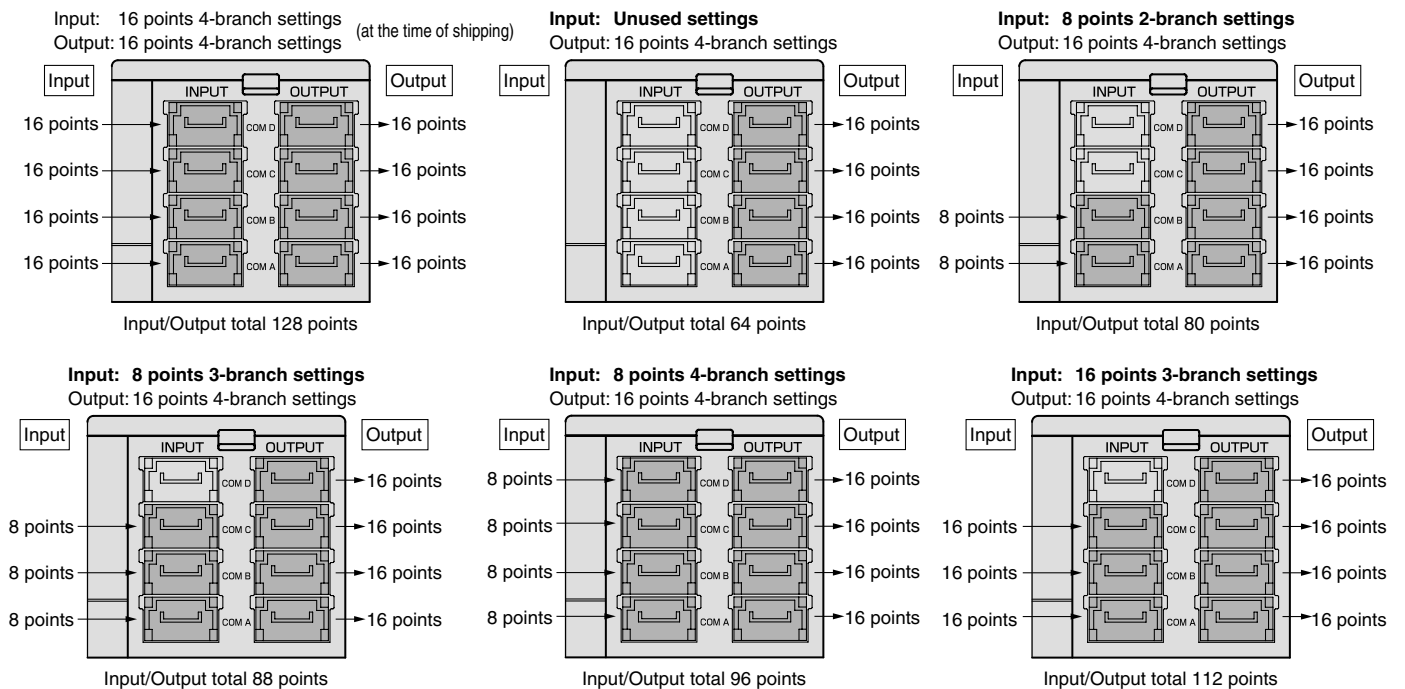 Input: 16 points 4-branch settings
Output: 16 points 4-branch settings
(at the time of shipping)
Input
Output
INPUT
OUTPUT
16 points
COM D
16 points
16 points
COM C
16 points
16 points
COM B
16 points
16 points
COM A
16 points
Input/Output total 128 points
Input: Unused settings
Output: 16 points 4-branch settings
Input
Output
INPUT
OUTPUT
COM D
16 points
COM C
16 points
COM B
16 points
COM A
16 points
Input/Output total 64 points
Input: 8 points 2-branch settings
Output: 16 points 4-branch settings
Input
Output
INPUT
OUTPUT
COM D
16 points
COM C
16 points
8 points
COM B
16 points
8 points
COM A
16 points
Input/Output total 80 points
Input: 8 points 3-branch settings
Output: 16 points 4-branch settings
Input
Output
INPUT
OUTPUT
COM D
16 points
8 points
COM C
16 points
8 points
COM B
16 points
8 points
COM A
16 points
Input/Output total 88 points
Input: 8 points 4-branch settings
Output: 16 points 4-branch settings
Input
Output
INPUT
OUTPUT
8 points
COM D
16 points
8 points
COM C
16 points
8 points
COM B
16 points
8 points
COM A
16 points
Input/Output total 96 points
Input: 16 points 3-branch settings
Output: 16 points 4-branch settings
Input
Output
INPUT
OUTPUT
COM D
16 points
16 points
COM C
16 points
16 points
COM B
16 points
16 points
COM A
16 points
Input/Output total 112 points